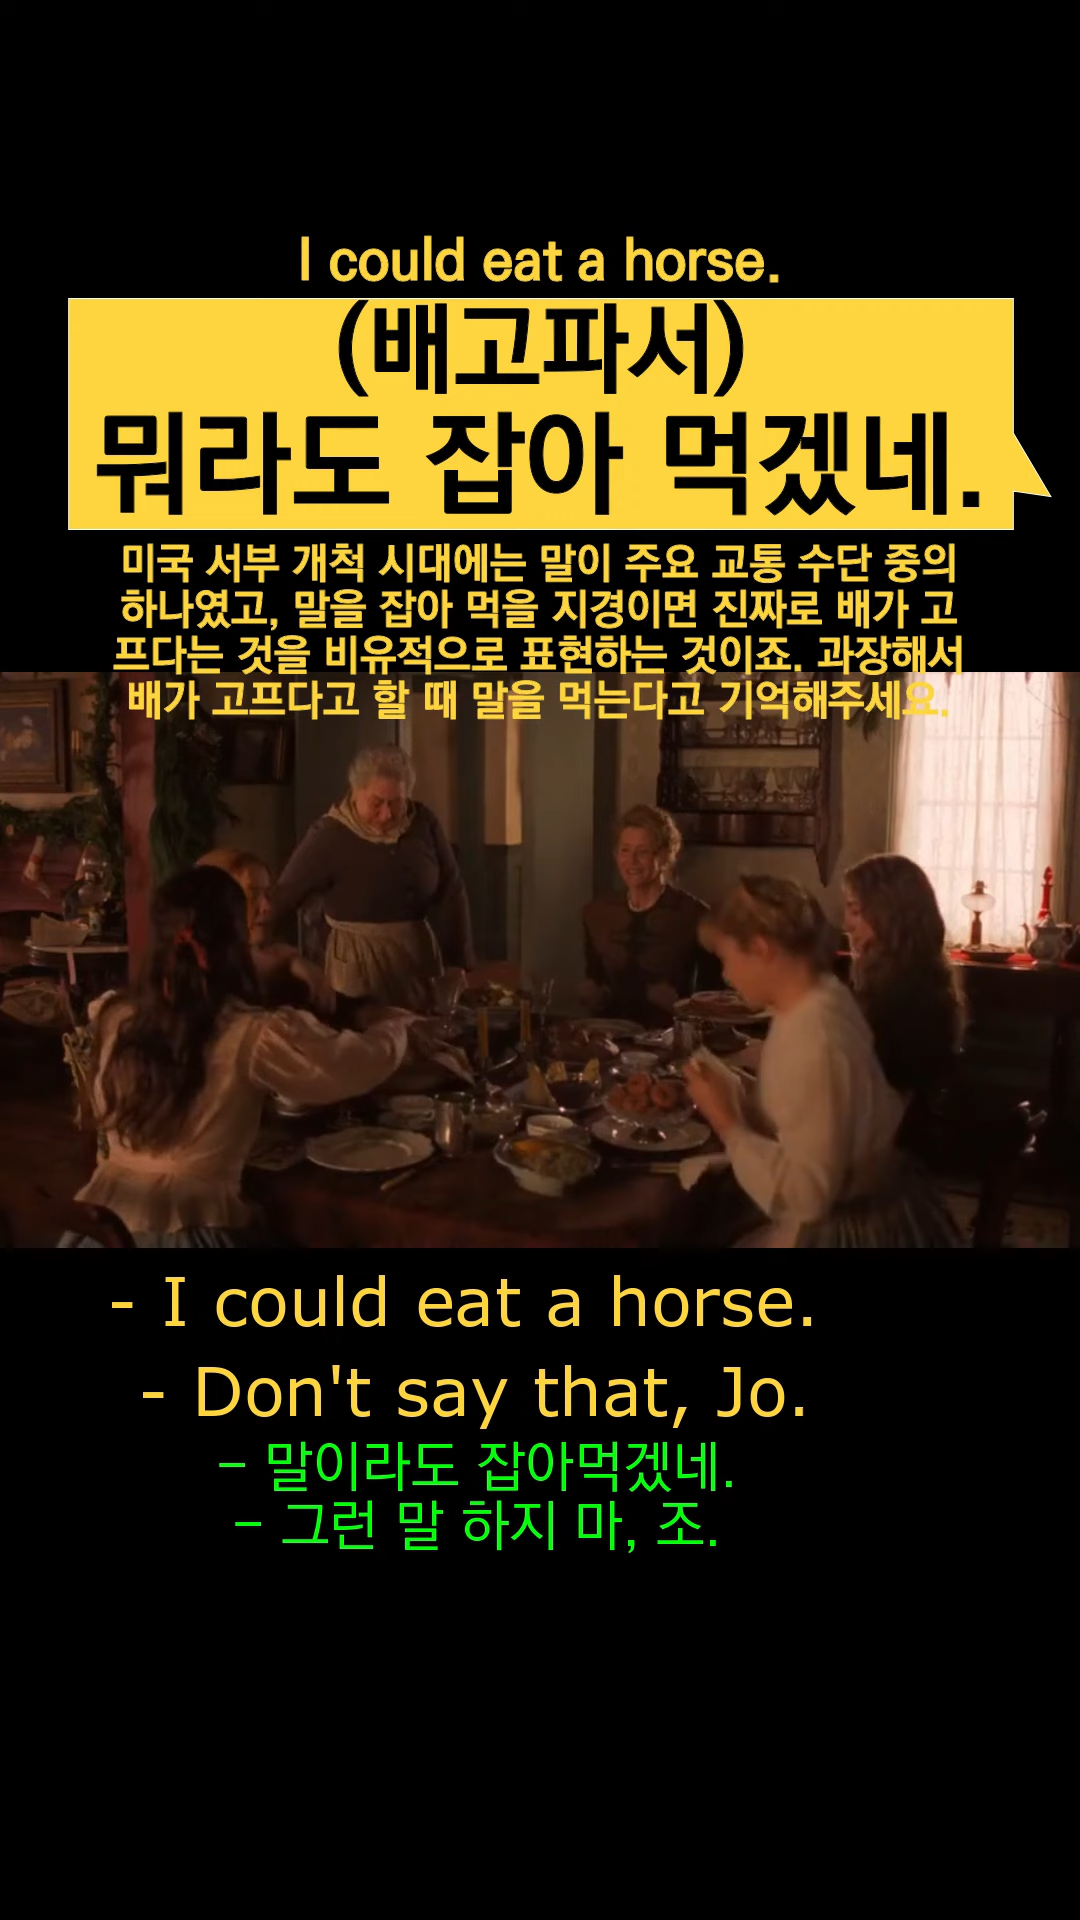 I could eat a horse.
(배고파서)
뭐라도 잡아 먹겠네.
미국 서부 개척 시대에는 말이 주요 교통 수단 중의
하나였고, 말을 잡아 먹을 지경이면 진짜로 배가 고
프다는 것을 비유적으로 표현하는 것이죠. 과장해서
배가 고프다고 할 때 말을 먹는다고 기억해주세요.
- I could eat a horse.
- Don't say that, Jo.
- 말이라도 잡아먹겠네.
- 그런 말 하지 마, 조.